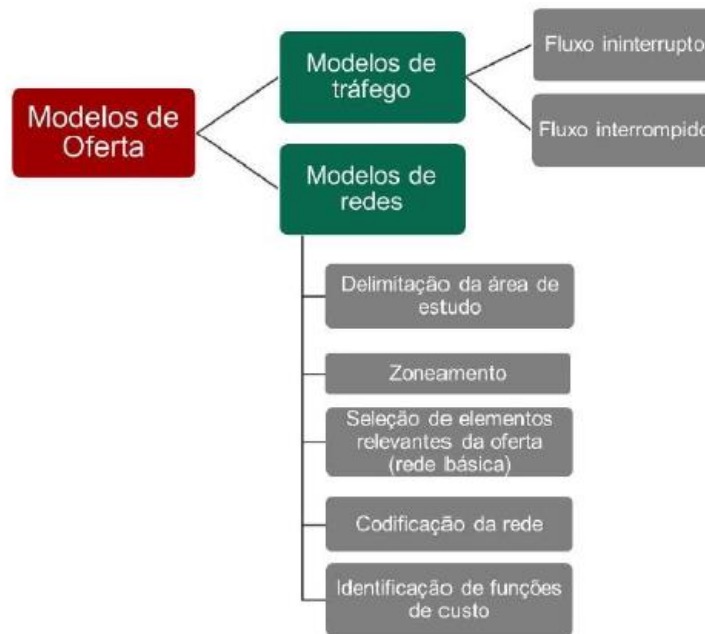 Modelos de
Oferta
Modelos de
tráfego
Fluxo ininterrupto
Fluxo interrompido
Modelos de
redes
Delimitação da área de
estudo
Zoneamento
Seleção de elementos
relevantes da oferta
(rede básica)
Codificação da rede
Identificação de funções
de custo